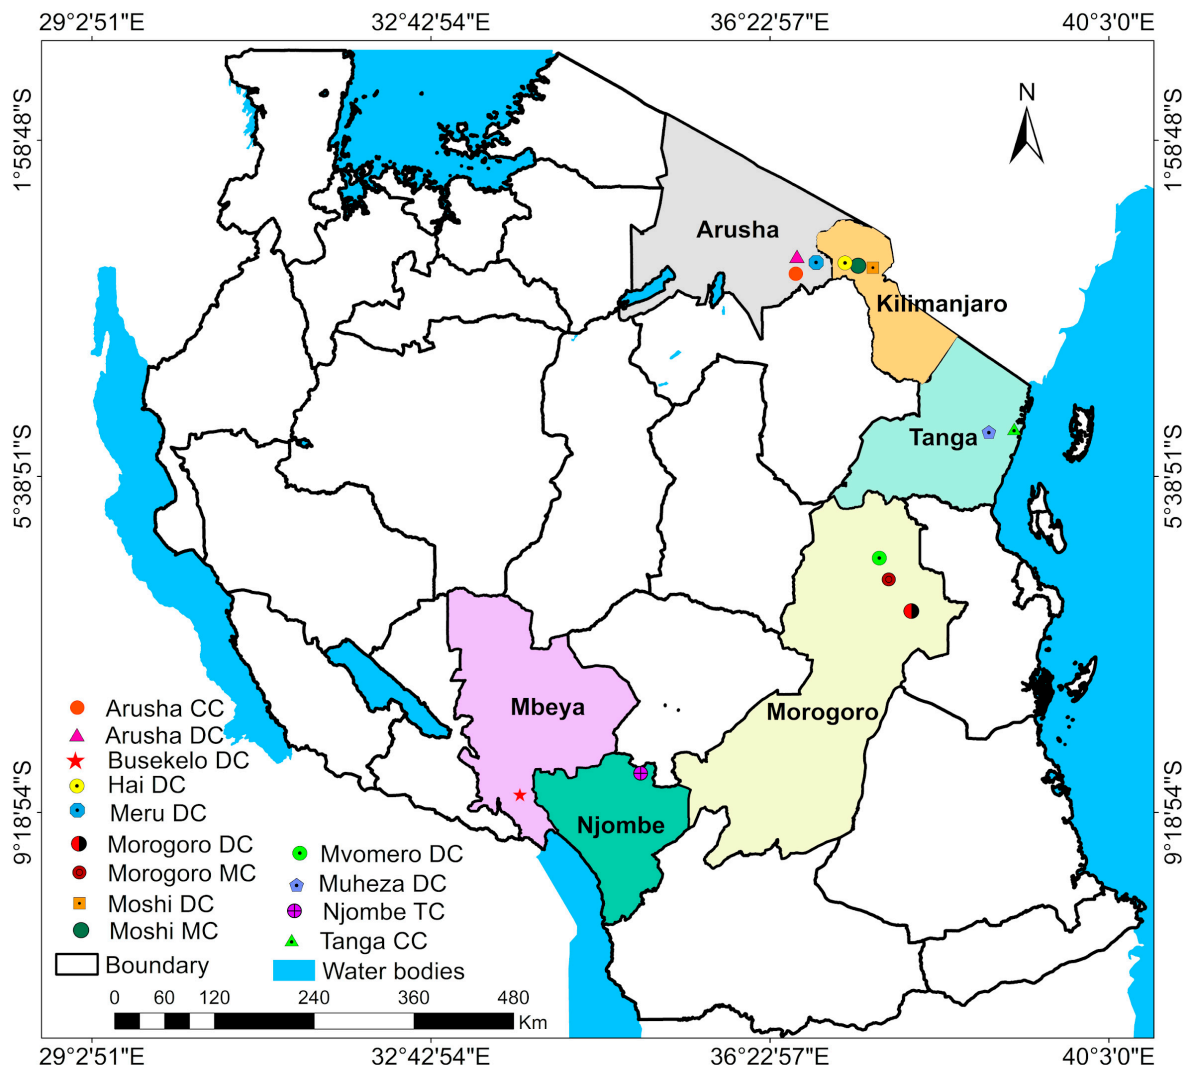 29°2'51"E 32°42'54"E 36°22'57"E 40°3'0"E
1°58'48"S
1°58'48"S
N
Arusha
Kilimanjaro
Tanga
5°38'51"S
5°38'51"S
Mbeya
Morogoro
Njombe
9°18'54"S
9°18'54"S
Arusha CC
Arusha DC
Busekelo DC
Hai DC
Meru DC
Morogoro DC
Morogoro MC
Moshi DC
Moshi MC
Boundary
Mvomero DC
Muheza DC
Njombe TC
Tanga CC
Water bodies
0 60 120 240 360 480
Km
29°2'51"E 32°42'54"E 36°22'57"E 40°3'0"E